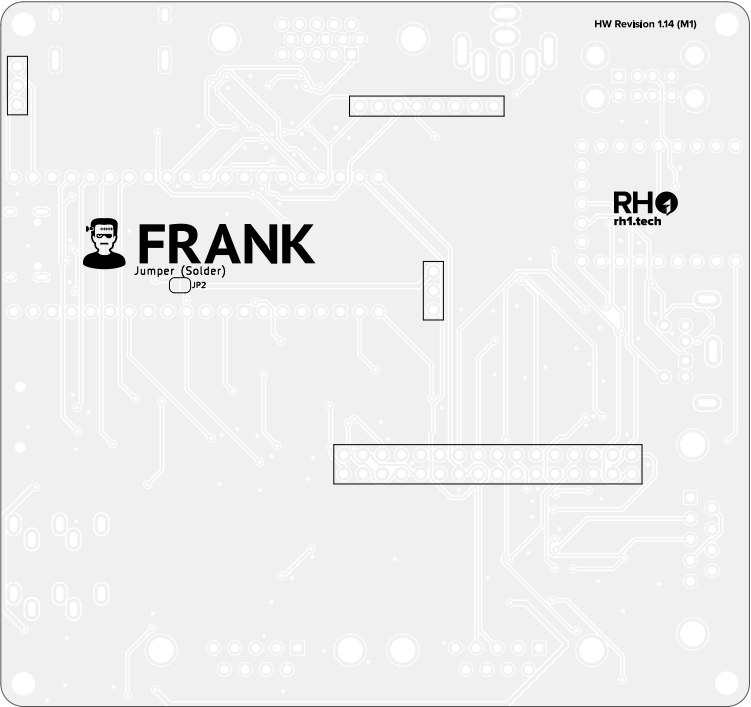 HW Revision 1.14 (M1)
RH
rh1.tech
FRANK
Jumper (Solder)
JP2